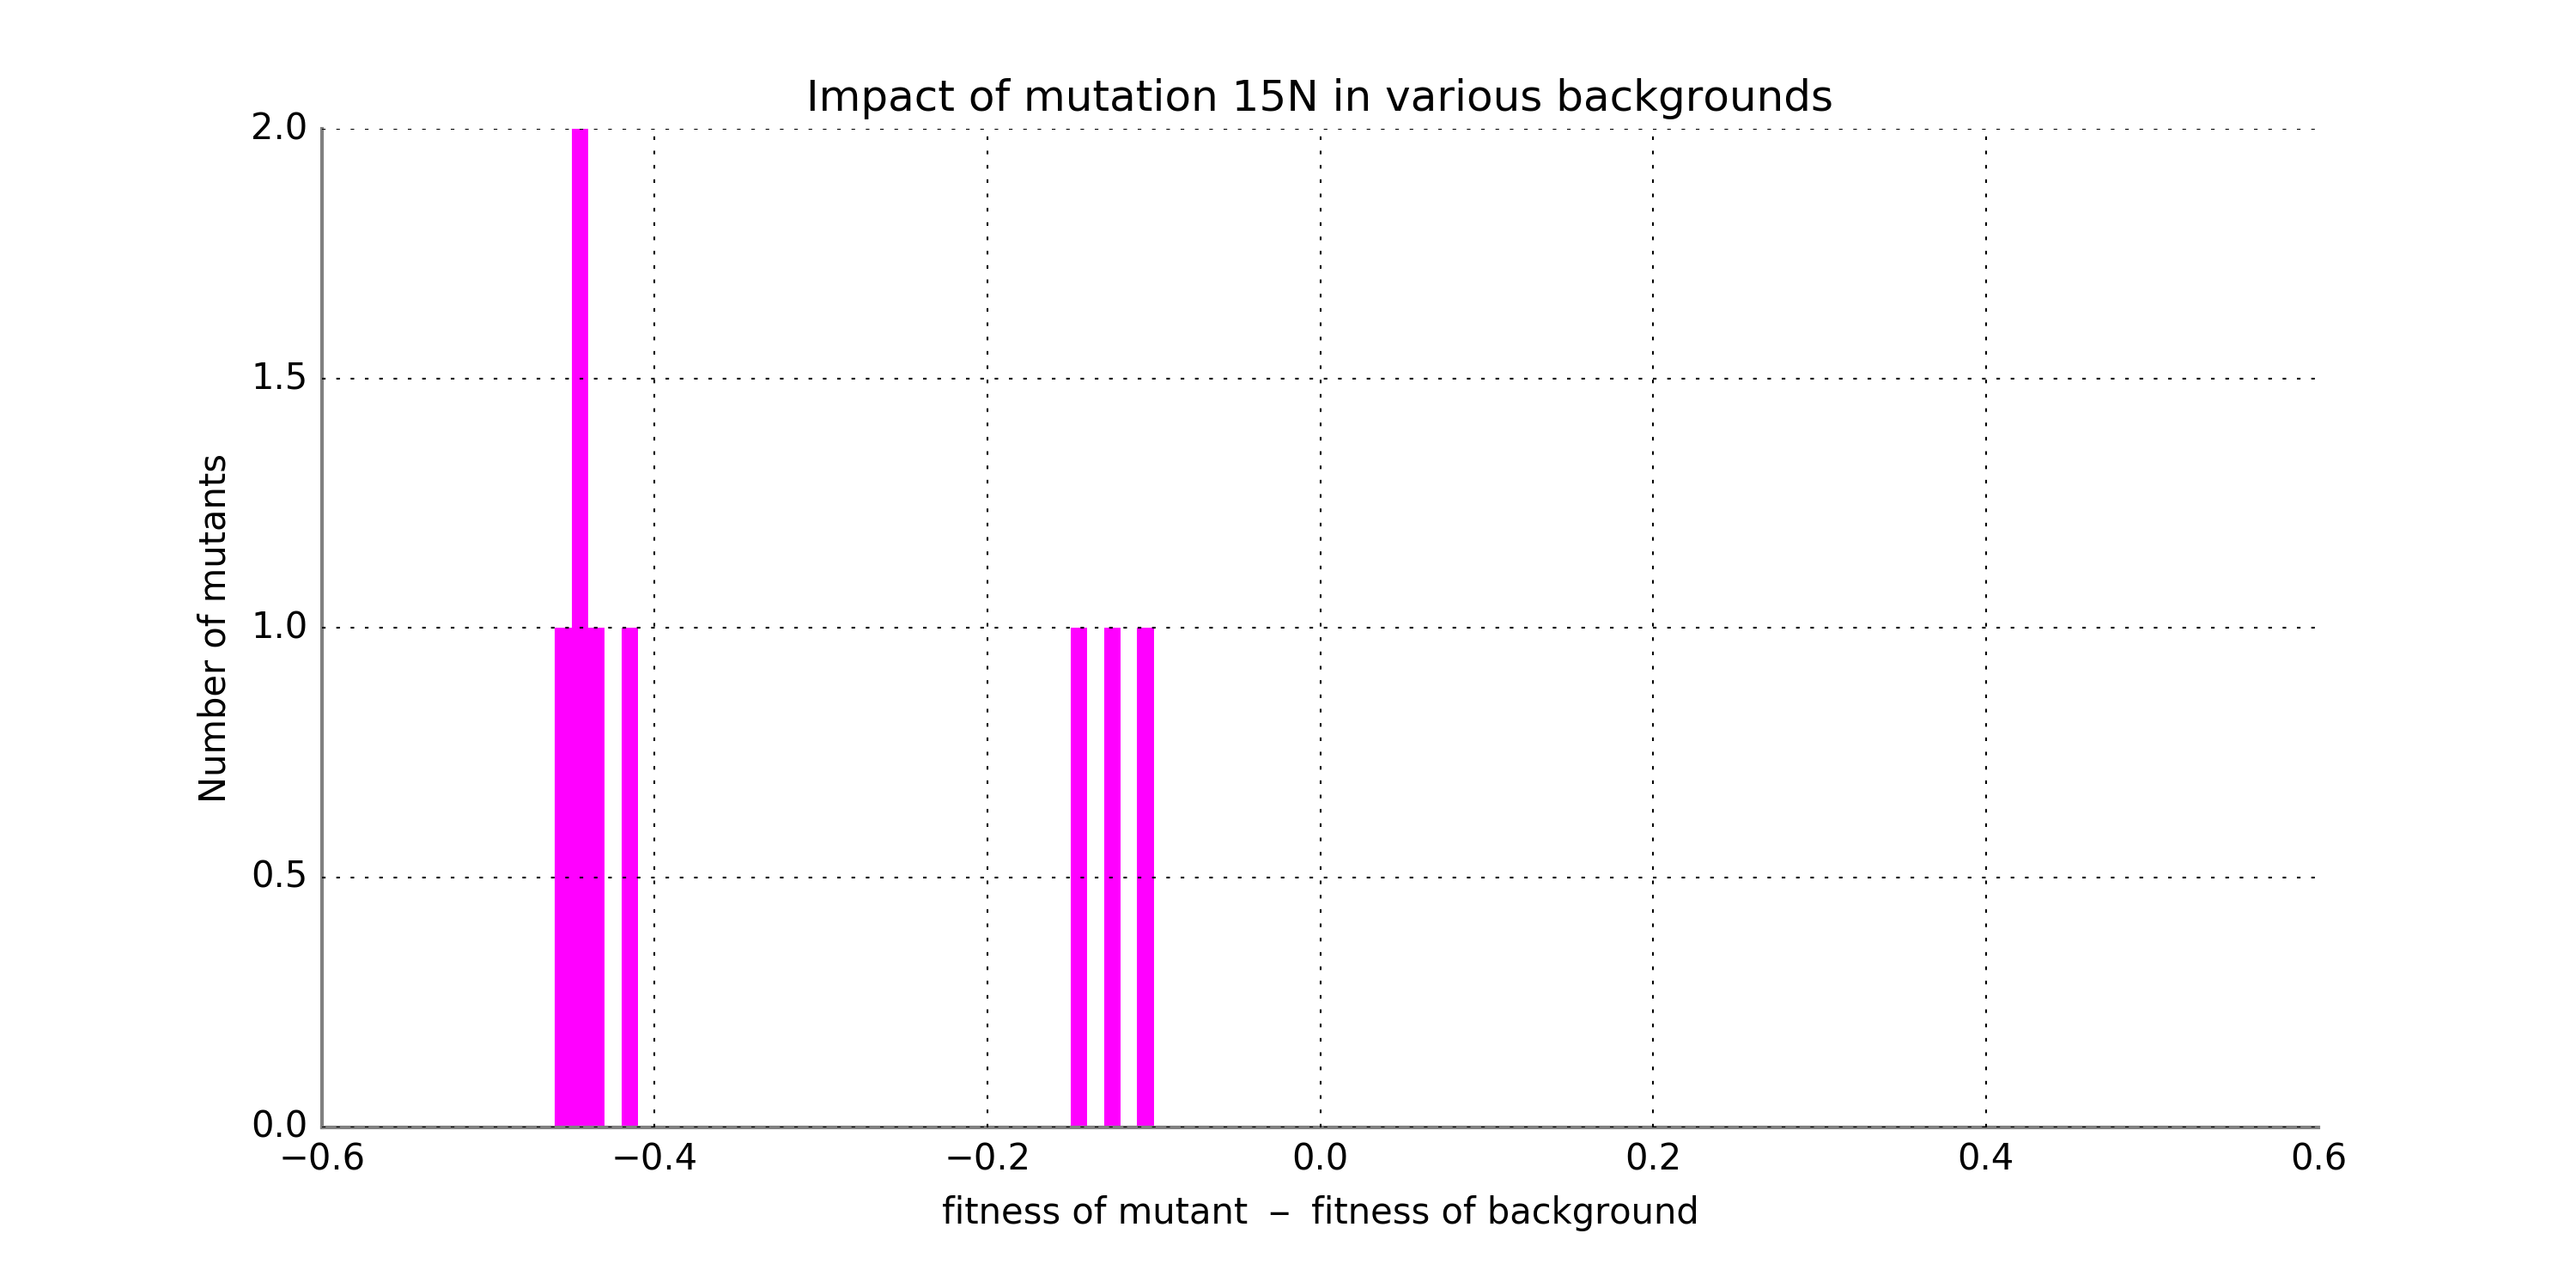 Impact of mutation 15N in various backgrounds
2.0
1.5
1.0
0.5
0.0
Number of mutants
−0.6 −0.4 −0.2 0.0 0.2 0.4 0.6
fitness of mutant − fitness of background